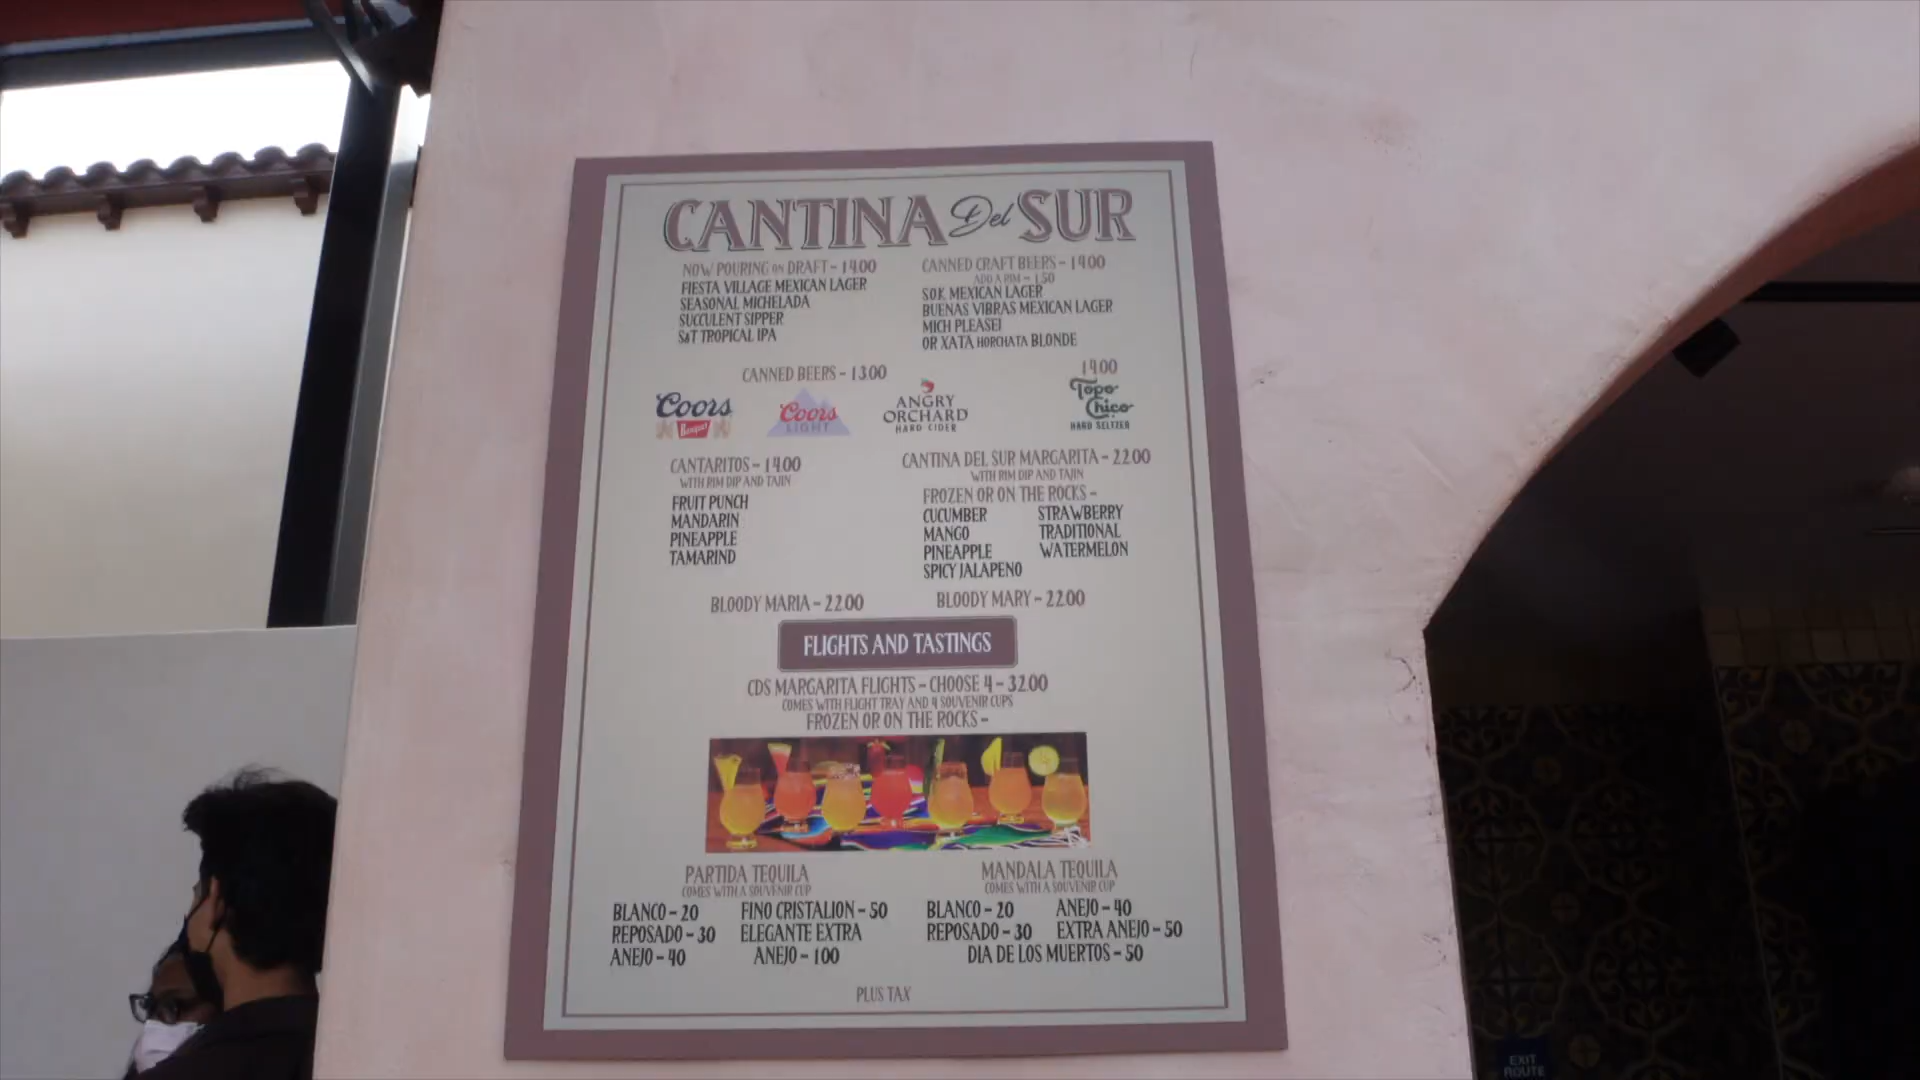 CANTINA Del SUR
NOW POURING ON DRAFT - 14.00
FIESTA VILLAGE MEXICAN LAGER
SEASONAL MICHELADA
SUCCULENT SIPPER
S&T TROPICAL IPA
CANNED CRAFT BEERS - 14.00
ADD A RIM - 1.50
S.O.K. MEXICAN LAGER
BUENAS VIBRAS MEXICAN LAGER
MICH PLEASE!
OR XATA HORCHATA BLONDE
CANNED BEERS - 13.00
Coors
Banquet
Coors
LIGHT
ANGRY
ORCHARD
HARD CIDER
14.00
Topo
Chico
HARD SELTZER
CANTARITOS - 14.00
WITH RIM DIP AND TAJIN
FRUIT PUNCH
MANDARIN
PINEAPPLE
TAMARIND
CANTINA DEL SUR MARGARITA - 22.00
WITH RIM DIP AND TAJIN
FROZEN OR ON THE ROCKS -
CUCUMBER STRAWBERRY
MANGO TRADITIONAL
PINEAPPLE WATERMELON
SPICY JALAPENO
BLOODY MARIA - 22.00 BLOODY MARY - 22.00
FLIGHTS AND TASTINGS
CDS MARGARITA FLIGHTS - CHOOSE 4 - 32.00
COMES WITH FLIGHT TRAY AND 4 SOUVENIR CUPS
FROZEN OR ON THE ROCKS -
PARTIDA TEQUILA
COMES WITH A SOUVENIR CUP
BLANCO - 20 FINO CRISTALION - 50
REPOSADO - 30 ELEGANTE EXTRA
ANEJO - 40 ANEJO - 100
MANDALA TEQUILA
COMES WITH A SOUVENIR CUP
BLANCO - 20 ANEJO - 40
REPOSADO - 30 EXTRA ANEJO - 50
DIA DE LOS MUERTOS - 50
PLUS TAX
EXIT
ROUTE